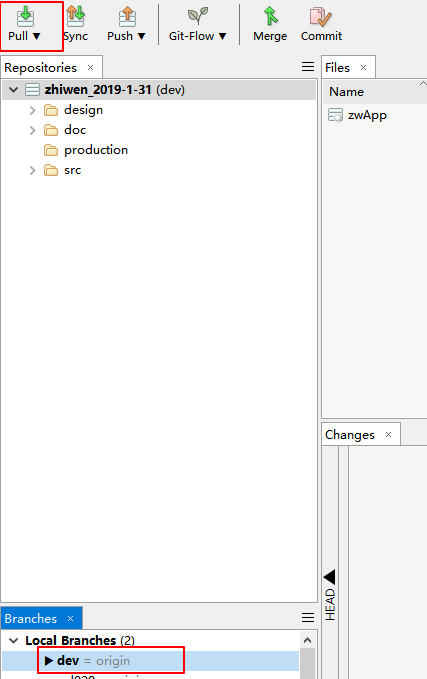 Pull Sync Push Git-Flow Merge Commit
Repositories
Files
zhiwen_2019-1-31 (dev)
Name
design
zwApp
doc
production
src
Changes
HEAD
Branches
Local Branches (2)
dev = origin